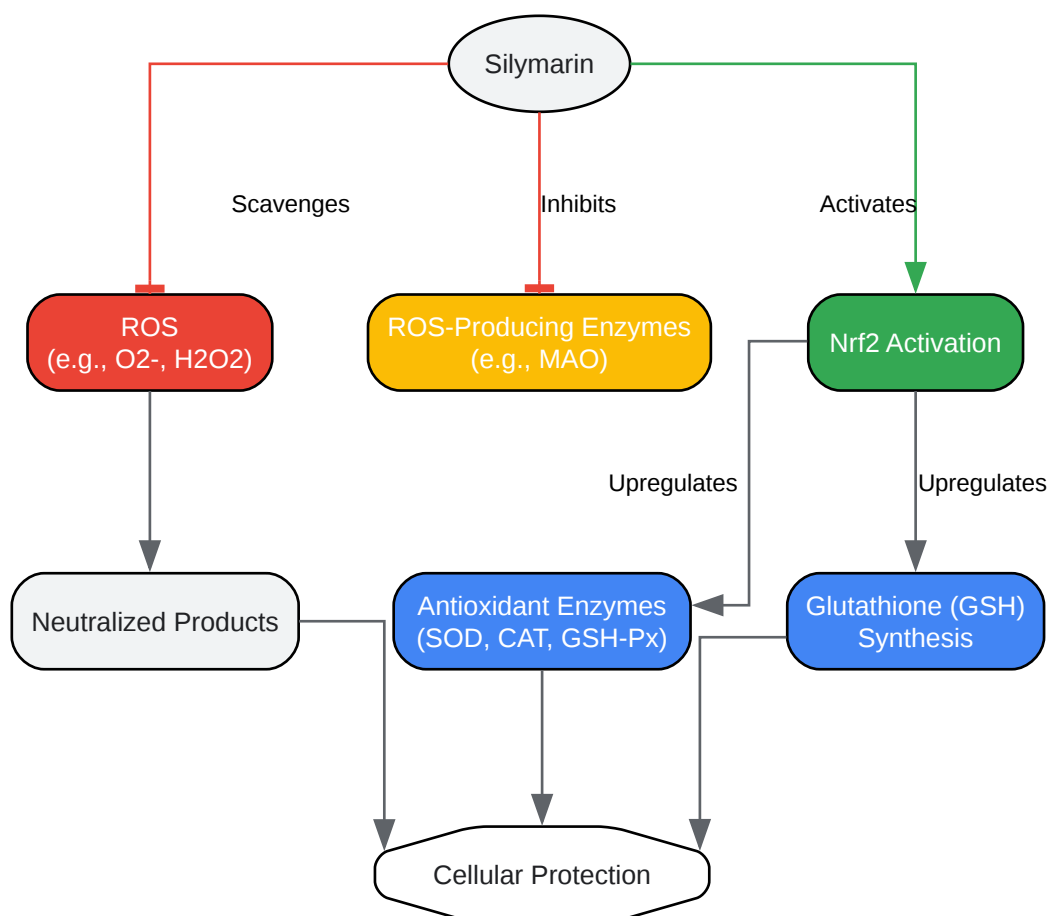 Silymarin
Scavenges
Inhibits
Activates
ROS
(e.g., O2-, H2O2)
ROS-Producing Enzymes
(e.g., MAO)
Nrf2 Activation
Upregulates
Upregulates
Neutralized Products
Antioxidant Enzymes
(SOD, CAT, GSH-Px)
Glutathione (GSH)
Synthesis
Cellular Protection